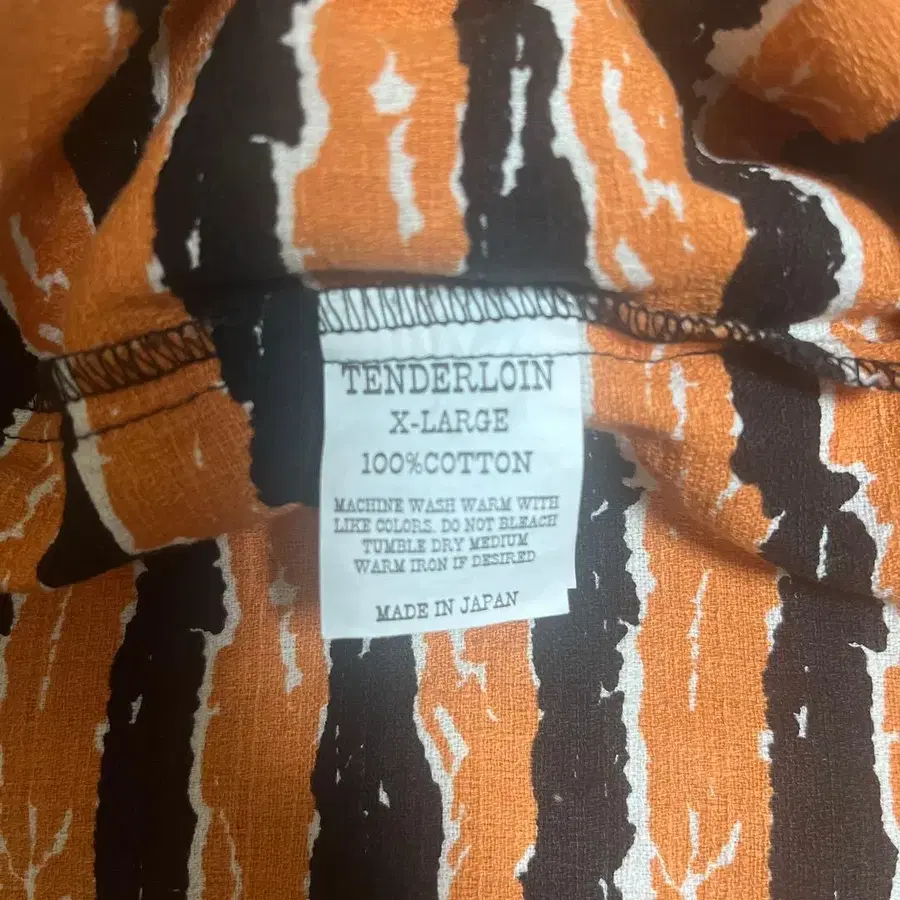 TENDERLOIN
X-LARGE
100%COTTON
MACHINE WASH WARM WITH
LIKE COLORS. DO NOT BLEACH
TUMBLE DRY MEDIUM
WARM IRON IF DESIRED
MADE IN JAPAN